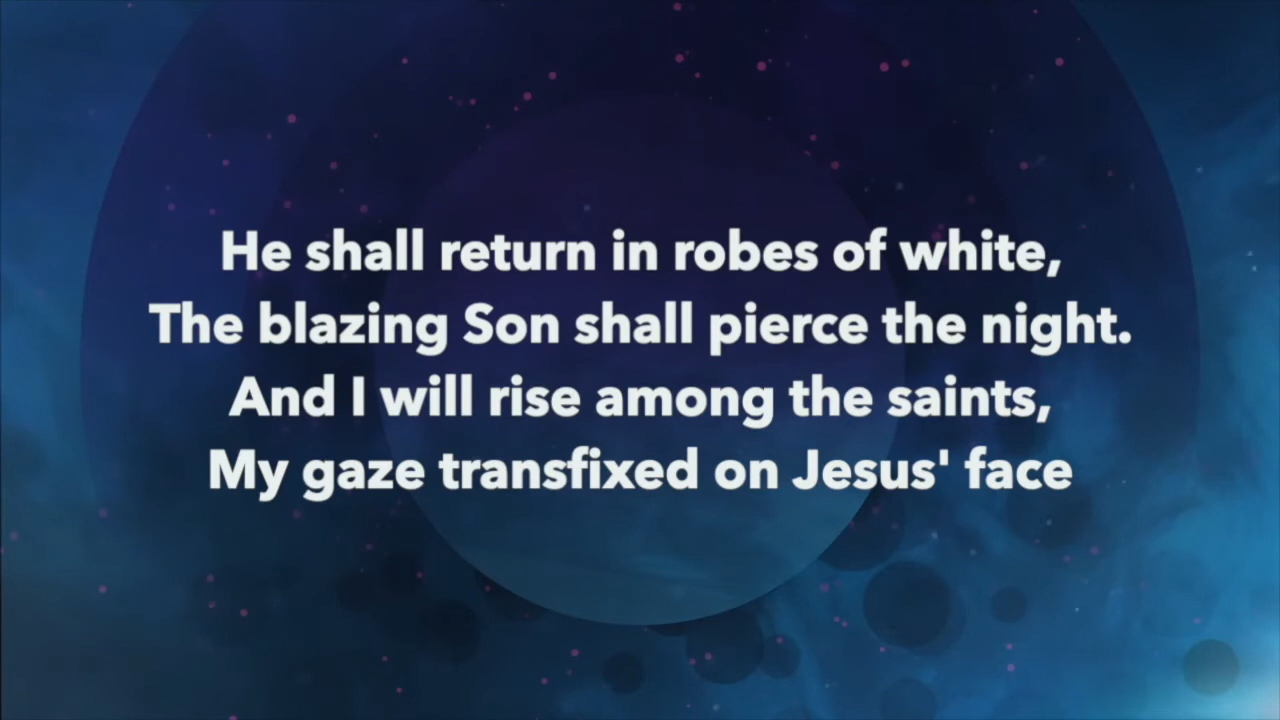 He shall return in robes of white,
The blazing Son shall pierce the night.
And I will rise among the saints,
My gaze transfixed on Jesus' face